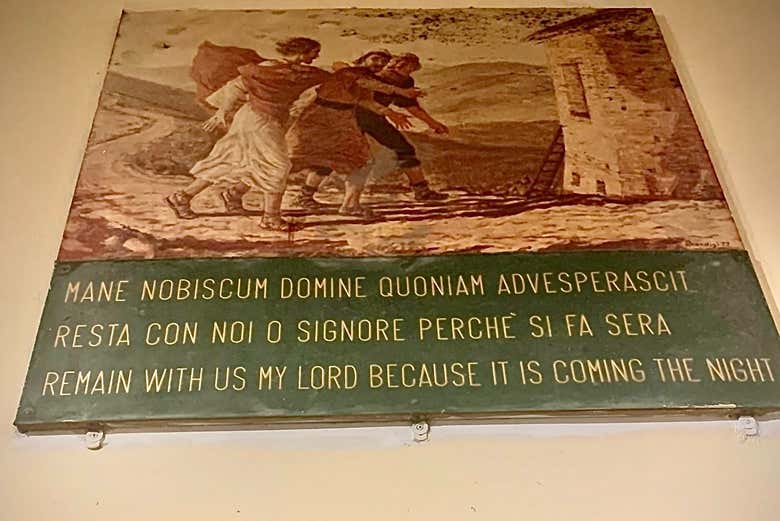 MANE NOBISCUM DOMINE QUONIAM ADVESPERASCIT
RESTA CON NOI O SIGNORE PERCHÈ SI FA SERA
REMAIN WITH US MY LORD BECAUSE IT IS COMING THE NIGHT